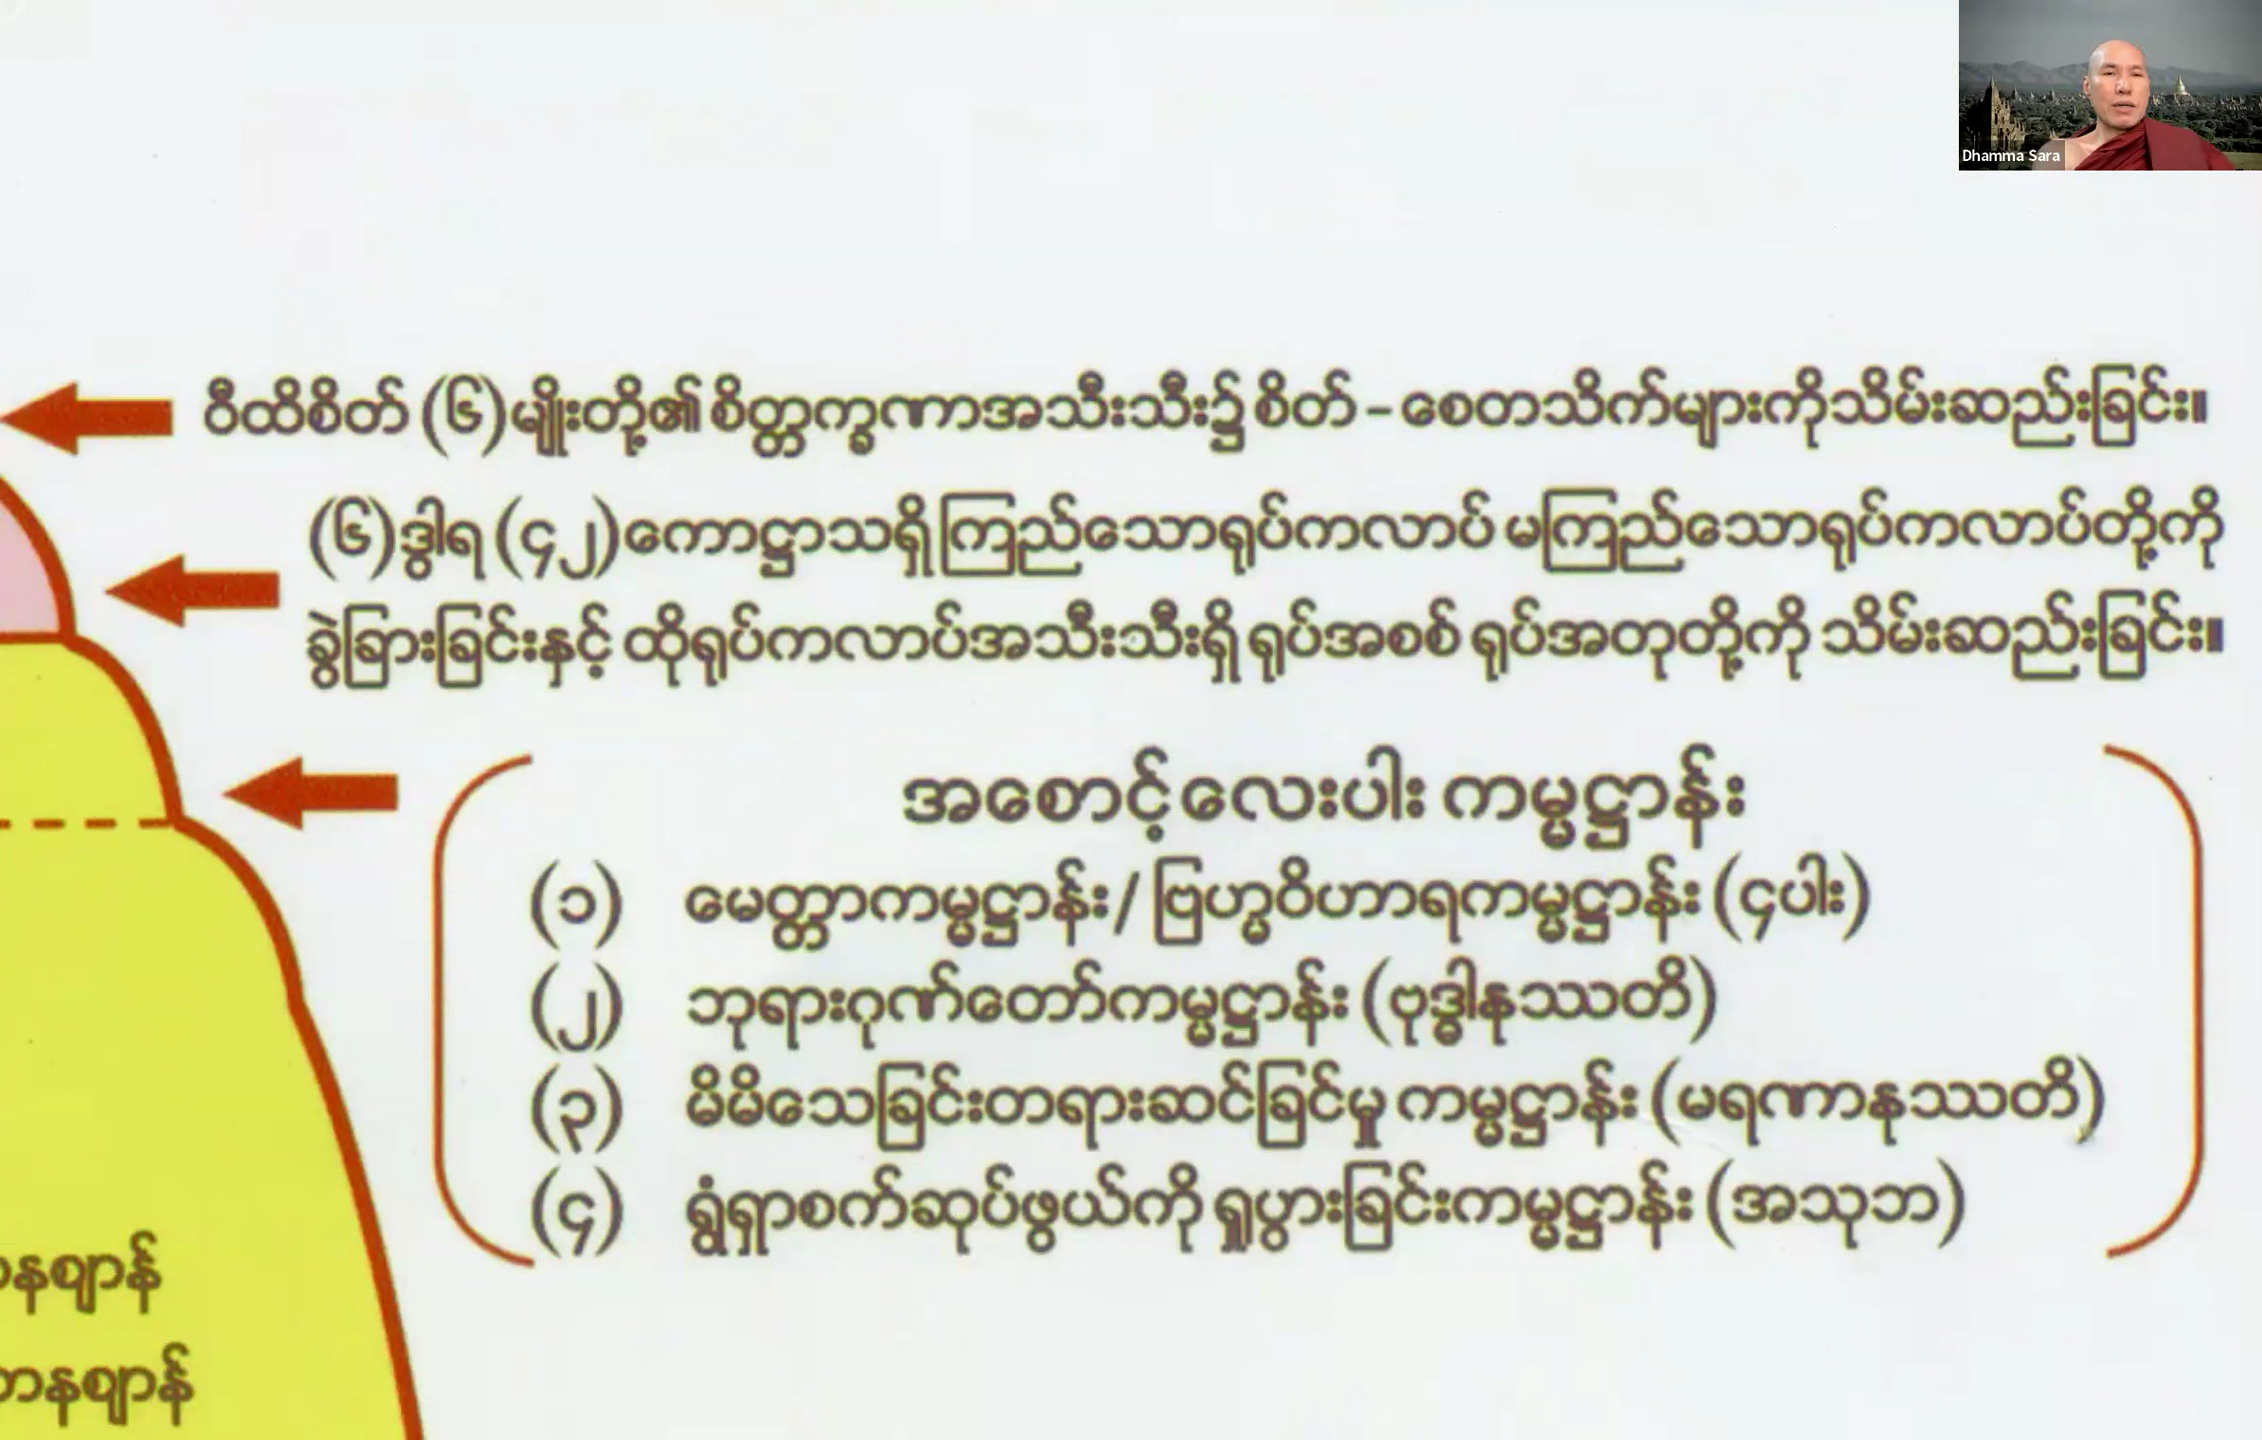 Dhamma Sara
ဝီထိစိတ် (၆)မျိုးတို့၏ စိတ္တက္ခဏာအသီးသီး၌ စိတ် – စေတသိက်များကိုသိမ်းဆည်းခြင်း။
(၆)ဒွါရ (၄၂)ကောဋ္ဌာသရှိ ကြည်သောရုပ်ကလာပ် မကြည်သောရုပ်ကလာပ်တို့ကို
ခွဲခြားခြင်းနှင့် ထိုရုပ်ကလာပ်အသီးသီးရှိ ရုပ်အစစ် ရုပ်အတုတို့ကို သိမ်းဆည်းခြင်း။
အစောင့် လေးပါး ကမ္မဋ္ဌာန်း
(၁) မေတ္တာကမ္မဋ္ဌာန်း / ဗြဟ္မဝိဟာရကမ္မဋ္ဌာန်း (၄ပါး)
(၂) ဘုရားဂုဏ်တော်ကမ္မဋ္ဌာန်း (ဗုဒ္ဓါနုဿတိ)
(၃) မိမိသေခြင်းတရားဆင်ခြင်မှု ကမ္မဋ္ဌာန်း (မရဏာနုဿတိ)
(၄) ရွံရှာစက်ဆုပ်ဖွယ်ကို ရှုပွားခြင်းကမ္မဋ္ဌာန်း (အသုဘ)
နဈာန်
နဈာန်